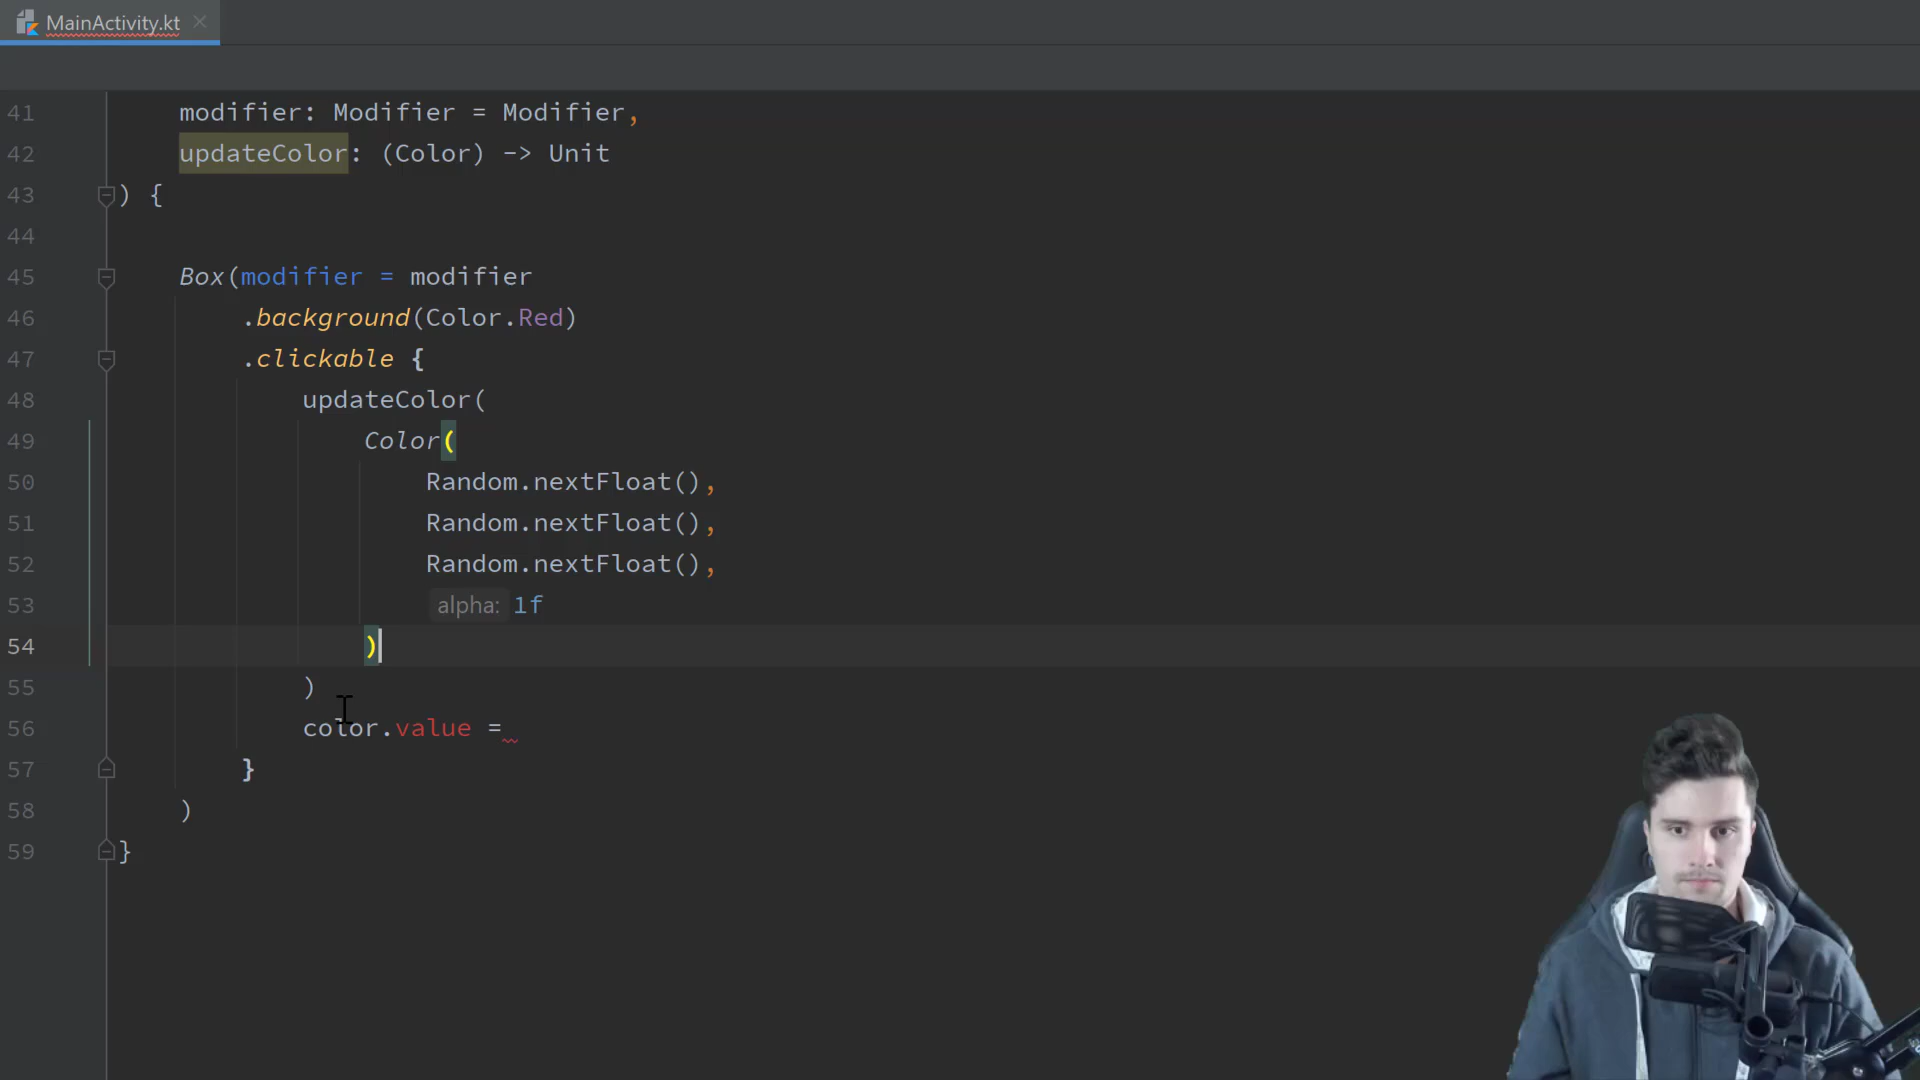 MainActivity.kt
41 modifier: Modifier = Modifier,
42 updateColor: (Color) -> Unit
43 ) {
44
45 Box(modifier = modifier
46 .background(Color.Red)
47 .clickable {
48 updateColor(
49 Color(
50 Random.nextFloat(),
51 Random.nextFloat(),
52 Random.nextFloat(),
53 alpha: 1f
54 )
55 )
56 color.value =
57 }
58 )
59 }